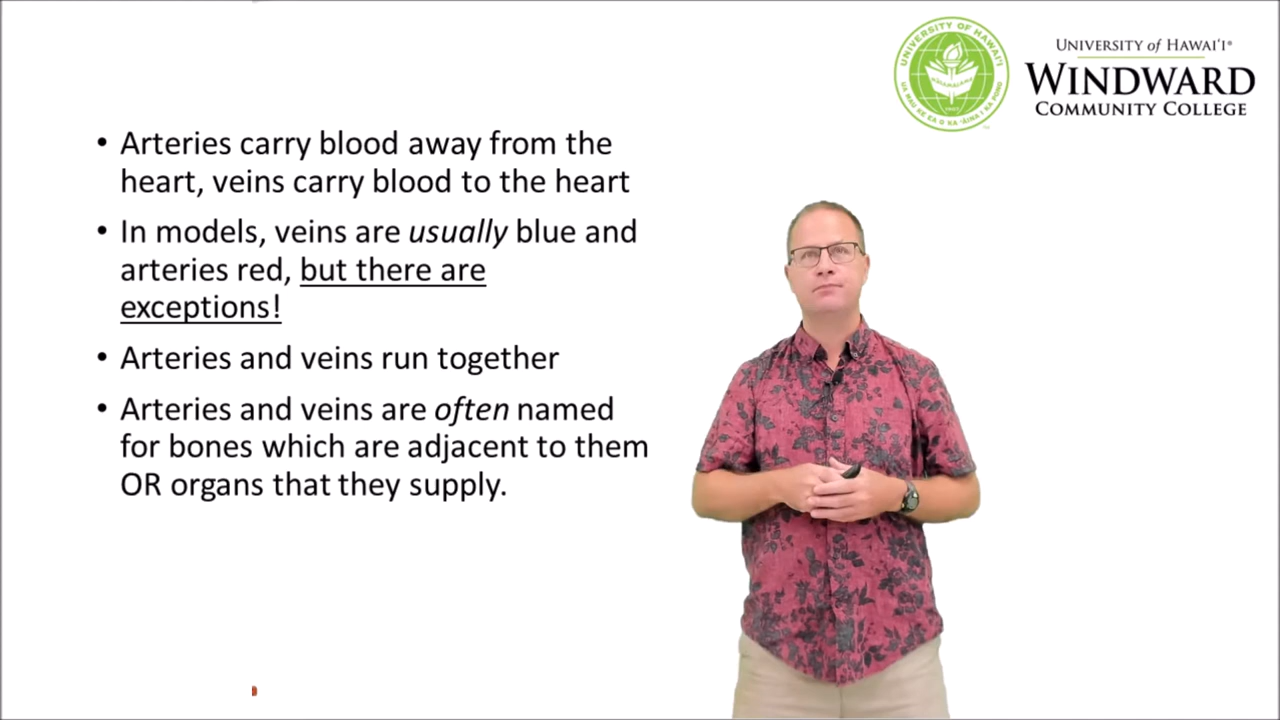 UNIVERSITY of HAWAI‘I®
WINDWARD
COMMUNITY COLLEGE
UNIVERSITY OF HAWAI‘I
• Arteries carry blood away from the
heart, veins carry blood to the heart
• In models, veins are usually blue and
arteries red, but there are
exceptions!
• Arteries and veins run together
• Arteries and veins are often named
for bones which are adjacent to them
OR organs that they supply.